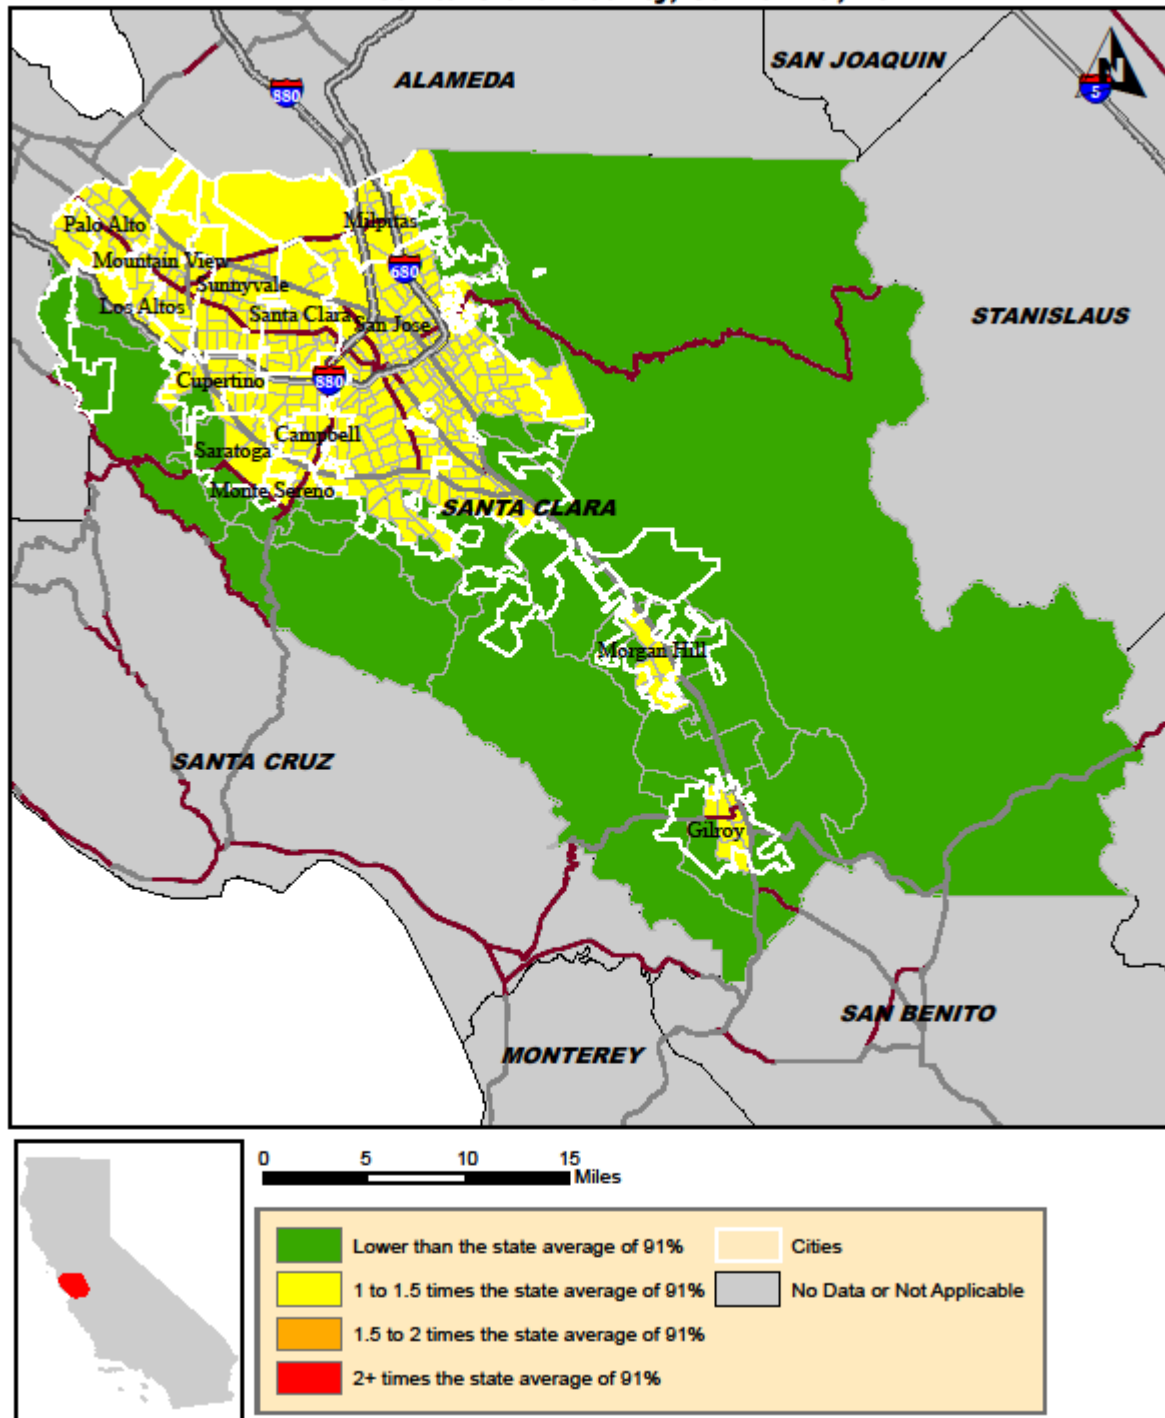 ALAMEDA
SAN JOAQUIN
N
880
5
Palo Alto
Milpitas
Mountain View
680
Sunnyvale
Los Altos
Santa Clara
San Jose
STANISLAUS
Cupertino
880
Campbell
Saratoga
Monte Sereno
SANTA CLARA
Morgan Hill
SANTA CRUZ
Gilroy
SAN BENITO
MONTEREY
0 5 10 15
Miles
Lower than the state average of 91%
Cities
1 to 1.5 times the state average of 91%
No Data or Not Applicable
1.5 to 2 times the state average of 91%
2+ times the state average of 91%